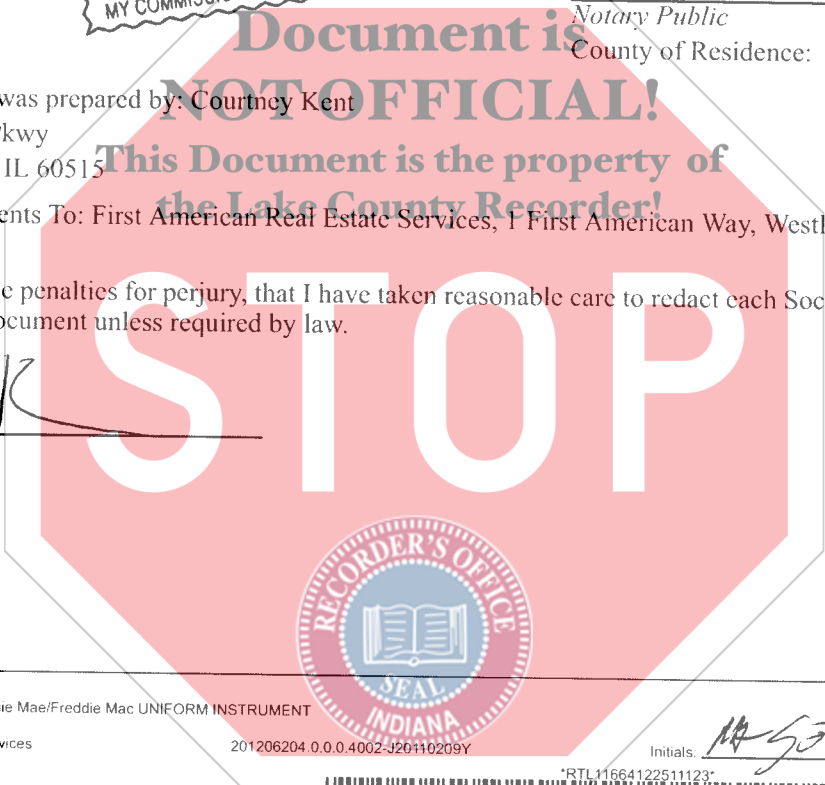 MY COMMISS
Document is
Notary Public
County of Residence:
NOT OFFICIAL!
was prepared by: Courtney Kent
Pkwy
This Document is the property of
IL 60515
the Lake County Recorder!
ents To: First American Real Estate Services, 1 First American Way, Westl
e penalties for perjury, that I have taken reasonable care to redact each Soc
ocument unless required by law.
STOP
RECORDER'S OFFICE
SEAL
INDIANA
ie Mae/Freddie Mac UNIFORM INSTRUMENT
vices
201206204.0.0.0.4002-J20110209Y
Initials:
*RTL11664122511123*